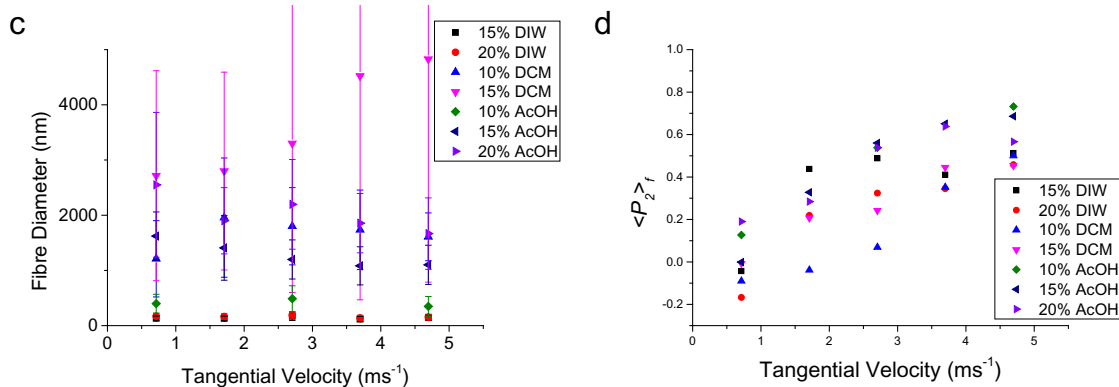 c
Fibre Diameter (nm)
4000
2000
0
0
1
2
3
4
5
Tangential Velocity (ms⁻¹)
15% DIW
20% DIW
10% DCM
15% DCM
10% AcOH
15% AcOH
20% AcOH
d
<P₂>f
1.0
0.8
0.6
0.4
0.2
0.0
-0.2
0
1
2
3
4
5
Tangential Velocity (ms⁻¹)
15% DIW
20% DIW
10% DCM
15% DCM
10% AcOH
15% AcOH
20% AcOH